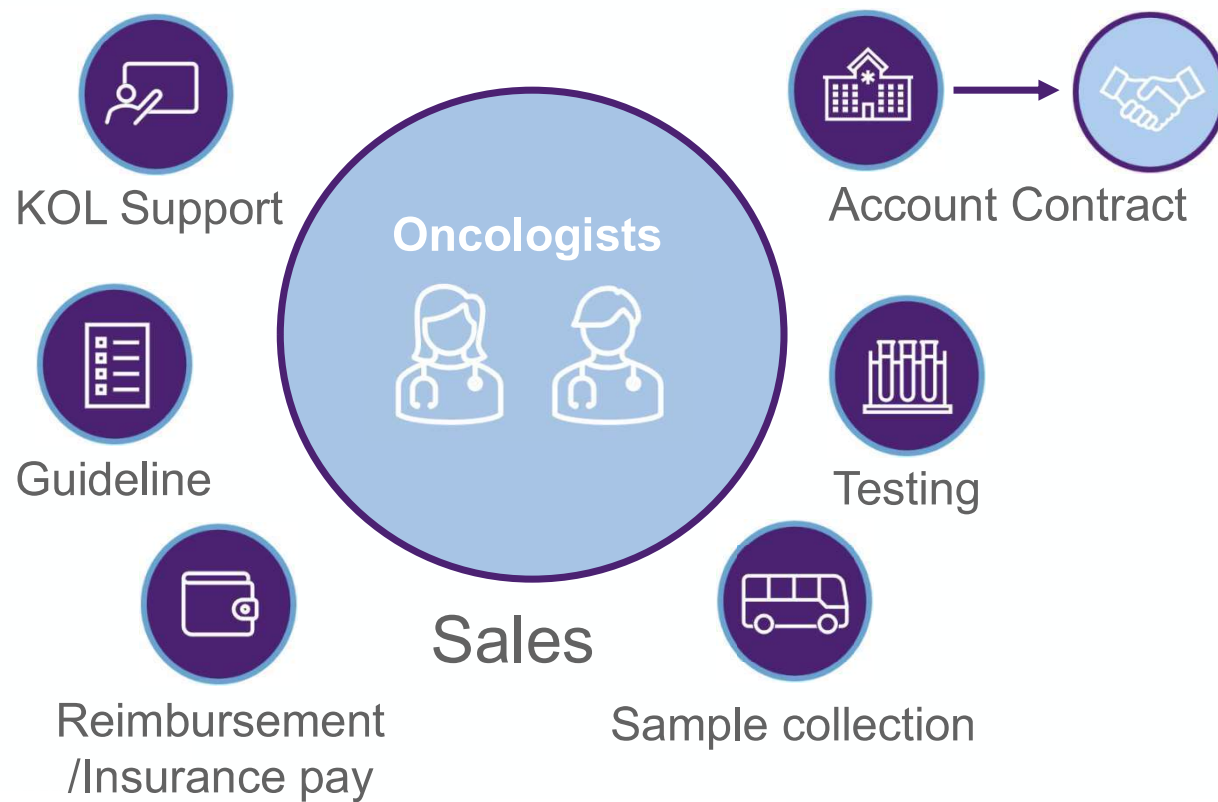 KOL Support
Account Contract
Oncologists
Guideline
Testing
Sales
Reimbursement
/Insurance pay
Sample collection